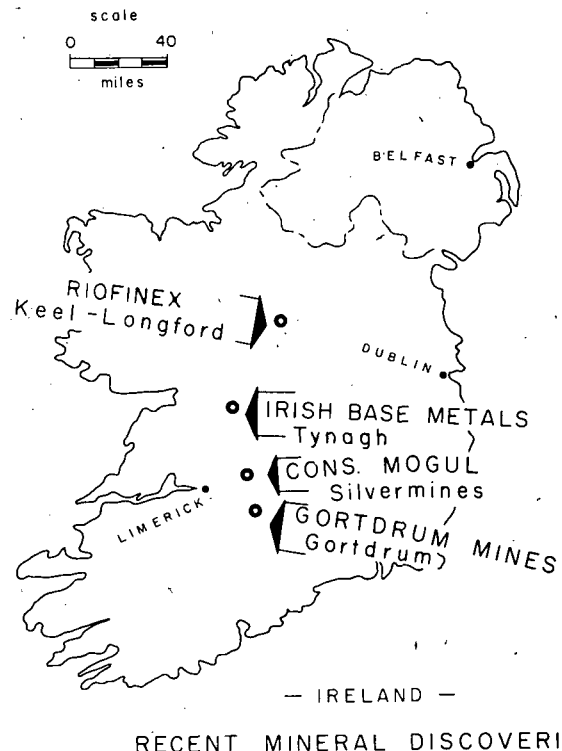 scale
0 40
miles
BELFAST
RIOFINEX
Keel-Longford
DUBLIN
IRISH BASE METALS
Tynagh
CONS. MOGUL
Silvermines
LIMERICK
GORTDRUM MINES
Gortdrum
— IRELAND —
RECENT MINERAL DISCOVERI